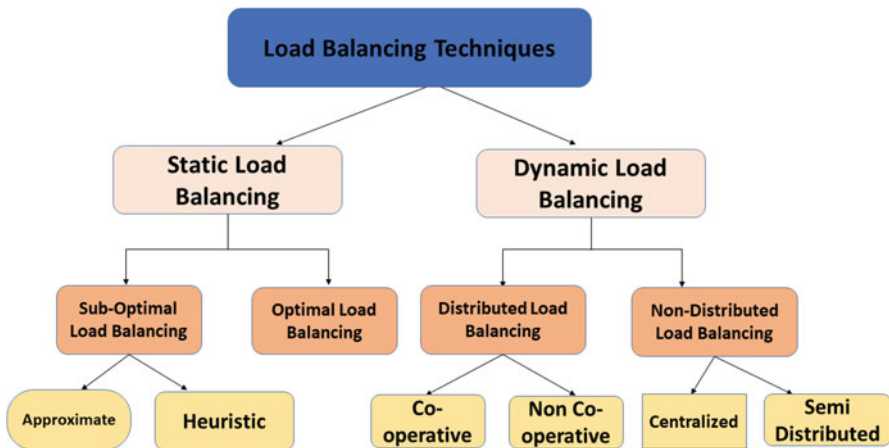 Load Balancing Techniques
Static Load
Balancing
Dynamic Load
Balancing
Sub-Optimal
Load Balancing
Optimal Load
Balancing
Distributed Load
Balancing
Non-Distributed
Load Balancing
Approximate
Heuristic
Co-
operative
Non Co-
operative
Centralized
Semi
Distributed